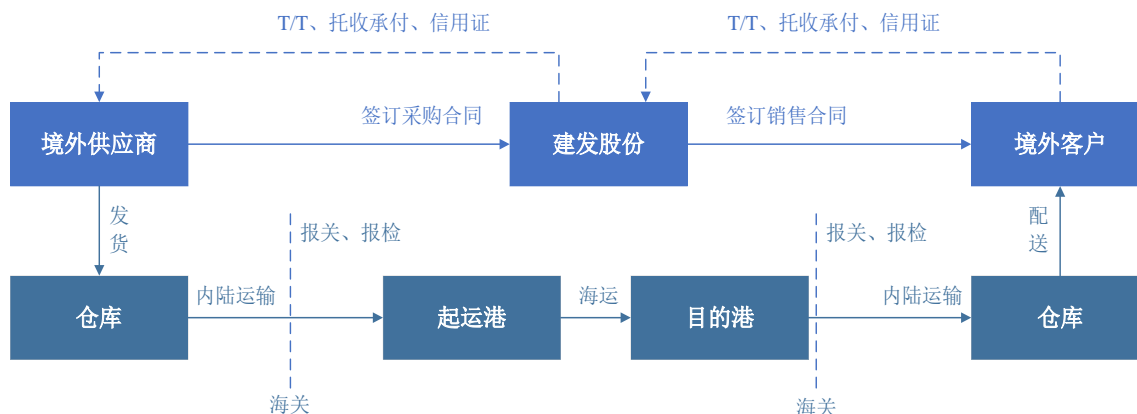 T/T、托收承付、信用证
T/T、托收承付、信用证
签订采购合同
签订销售合同
境外供应商
建发股份
境外客户
发
货
配
送
报关、报检
报关、报检
内陆运输
海运
内陆运输
仓库
起运港
目的港
仓库
海关
海关